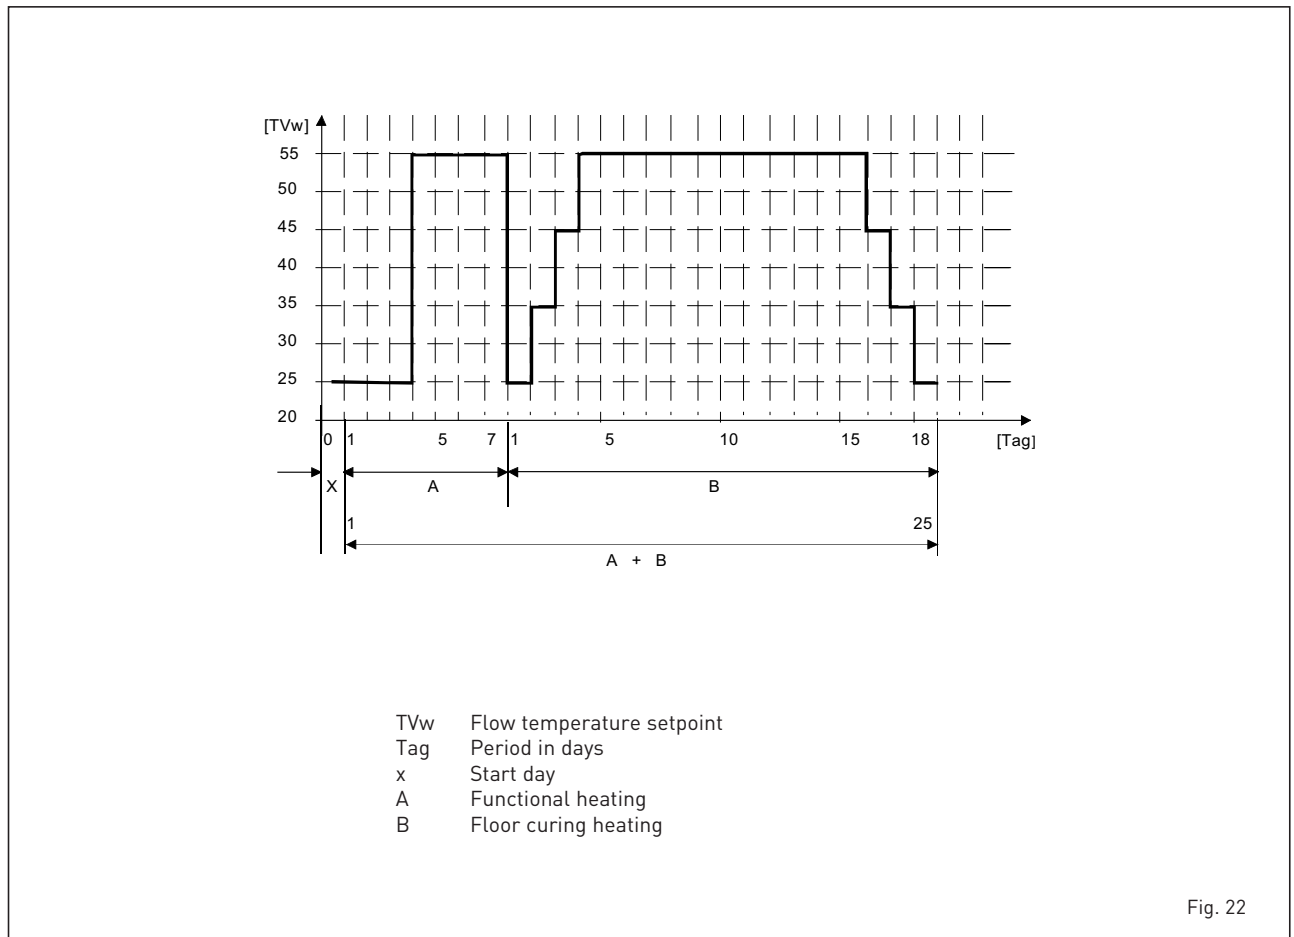 [TVw]
55
50
45
40
35
30
25
20
0 1 5 7 1 5 10 15 18 [Tag]
X A B
1 25
A + B
TVw Flow temperature setpoint
Tag Period in days
x Start day
A Functional heating
B Floor curing heating
Fig. 22